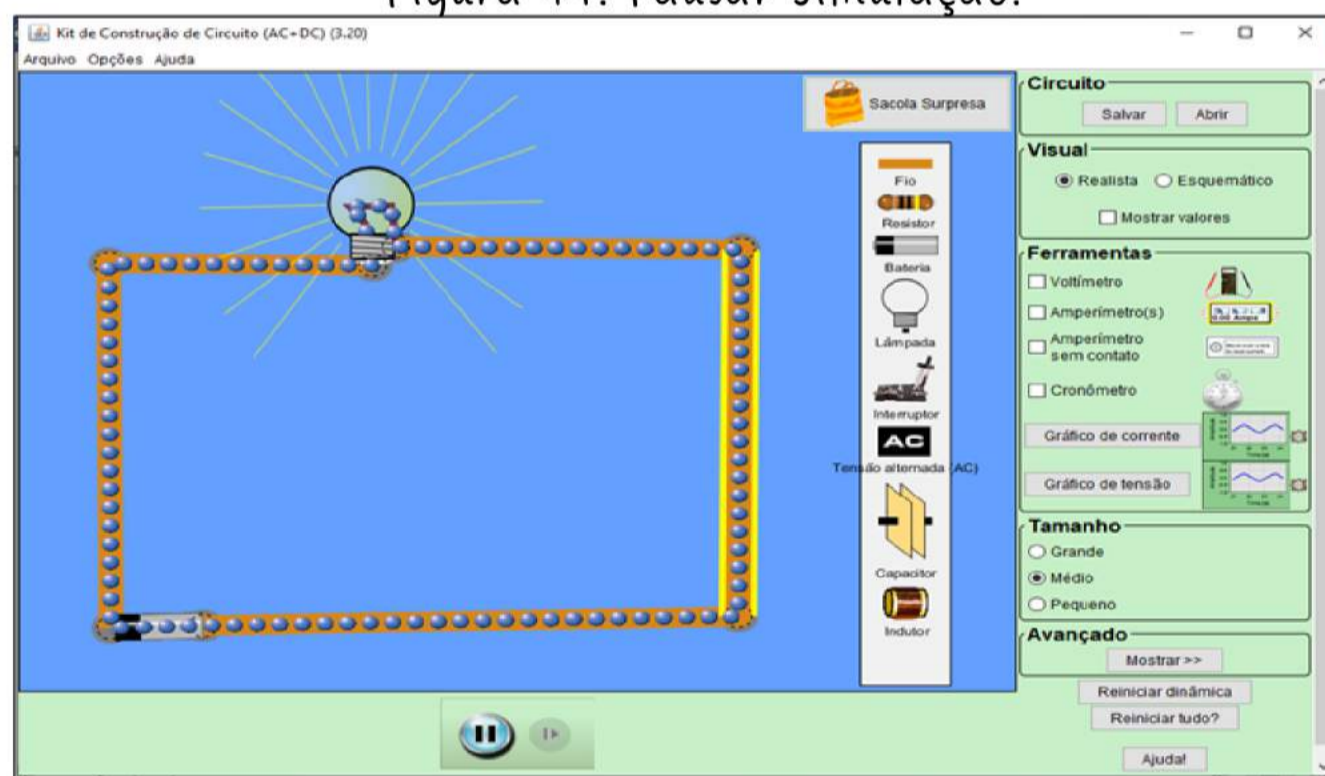 Kit de Construção de Circuito (AC+DC) (3.20)
Arquivo Opções Ajuda
Sacola Surpresa
Fio
Resistor
Bateria
Lâmpada
Interruptor
AC
Tensão alternada (AC)
Capacitor
Indutor
Circuito
Salvar Abrir
Visual
Realista Esquemático
Mostrar valores
Ferramentas
Voltímetro
Amperímetro(s)
Amperímetro
sem contato
Cronômetro
Gráfico de corrente
Gráfico de tensão
Tamanho
Grande
Médio
Pequeno
Avançado
Mostrar >>
Reiniciar dinâmica
Reiniciar tudo?
Ajuda!